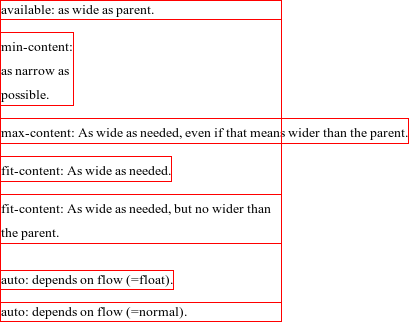 available: as wide as parent.
min-content:
as narrow as
possible.
max-content: As wide as needed, even if that means wider than the parent.
fit-content: As wide as needed.
fit-content: As wide as needed, but no wider than
the parent.
auto: depends on flow (=float).
auto: depends on flow (=normal).